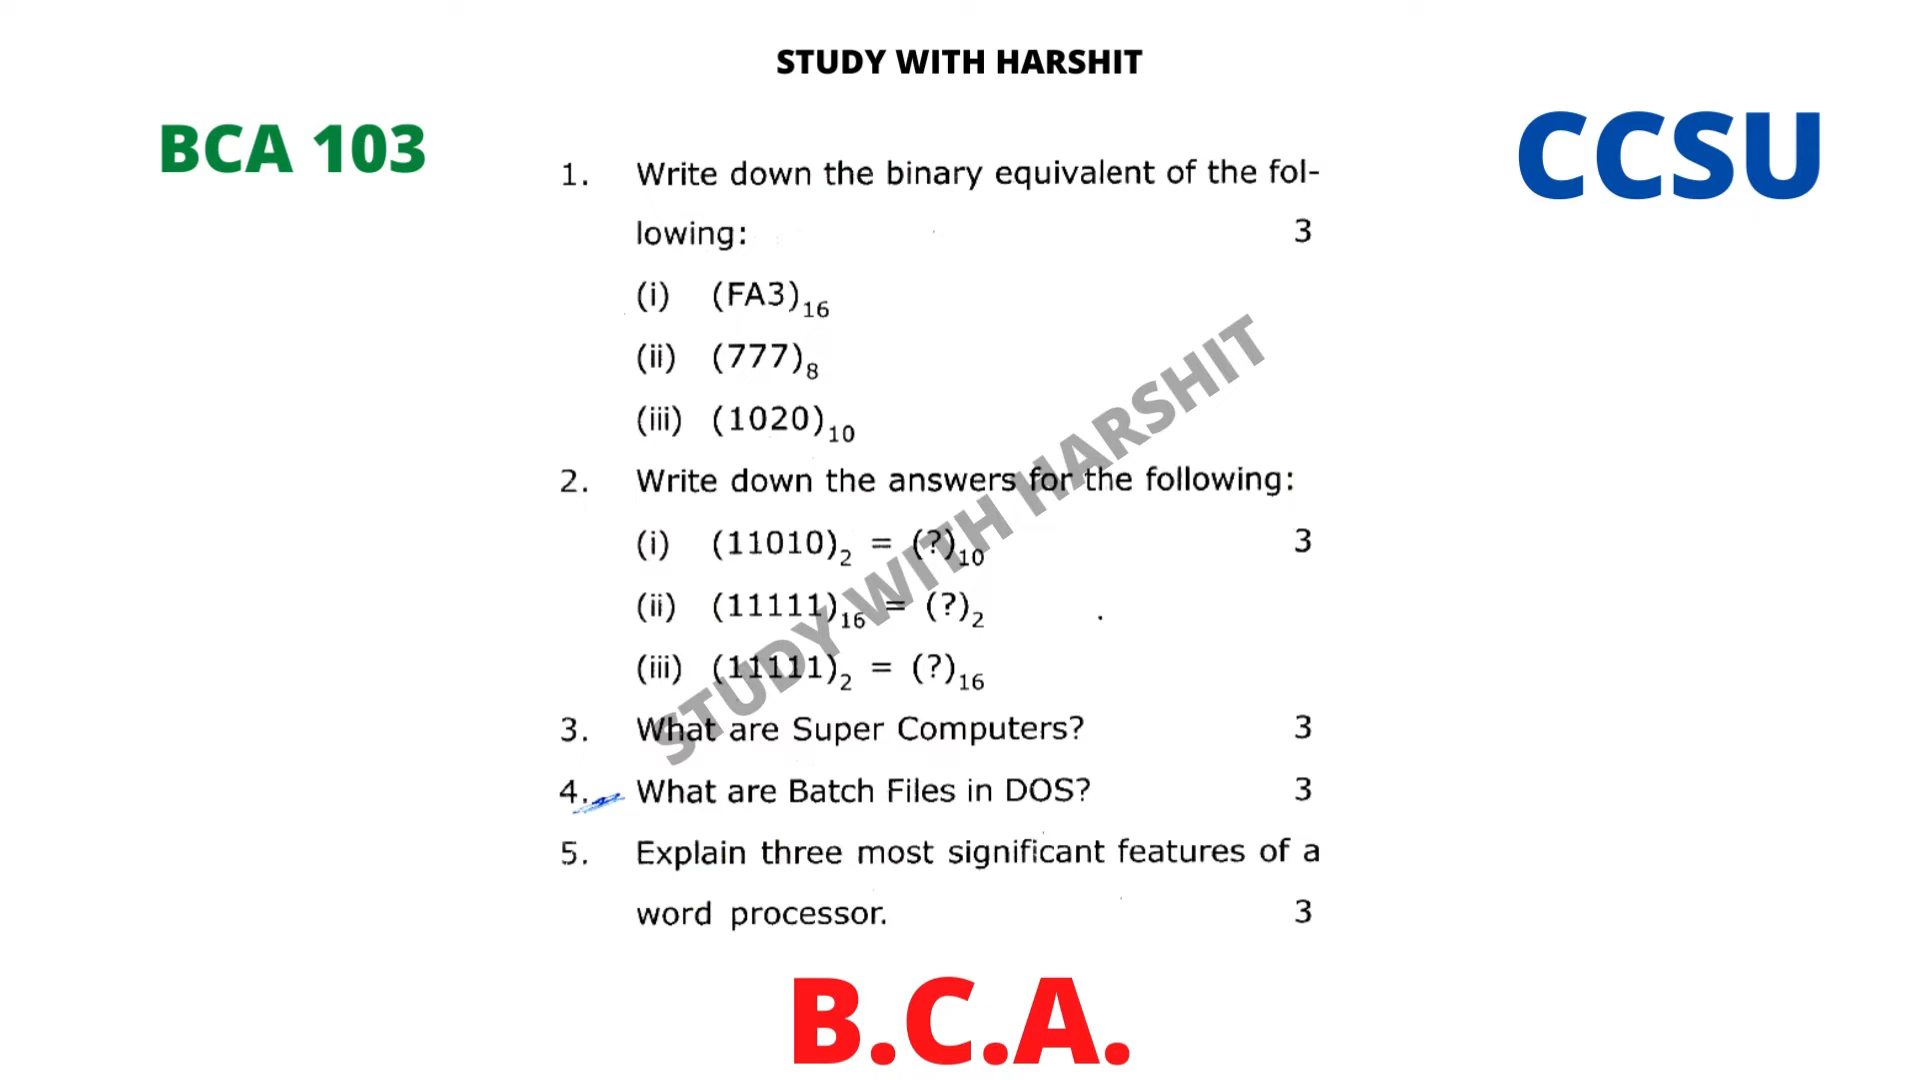 STUDY WITH HARSHIT
BCA 103
CCSU
1. Write down the binary equivalent of the fol-
lowing: 3
(i) (FA3)₁₆
(ii) (777)₈
(iii) (1020)₁₀
2. Write down the answers for the following:
(i) (11010)₂ = (?)₁₀ 3
(ii) (11111)₁₆ = (?)₂
(iii) (11111)₂ = (?)₁₆
3. What are Super Computers? 3
4. What are Batch Files in DOS? 3
5. Explain three most significant features of a
word processor. 3
STUDY WITH HARSHIT
B.C.A.